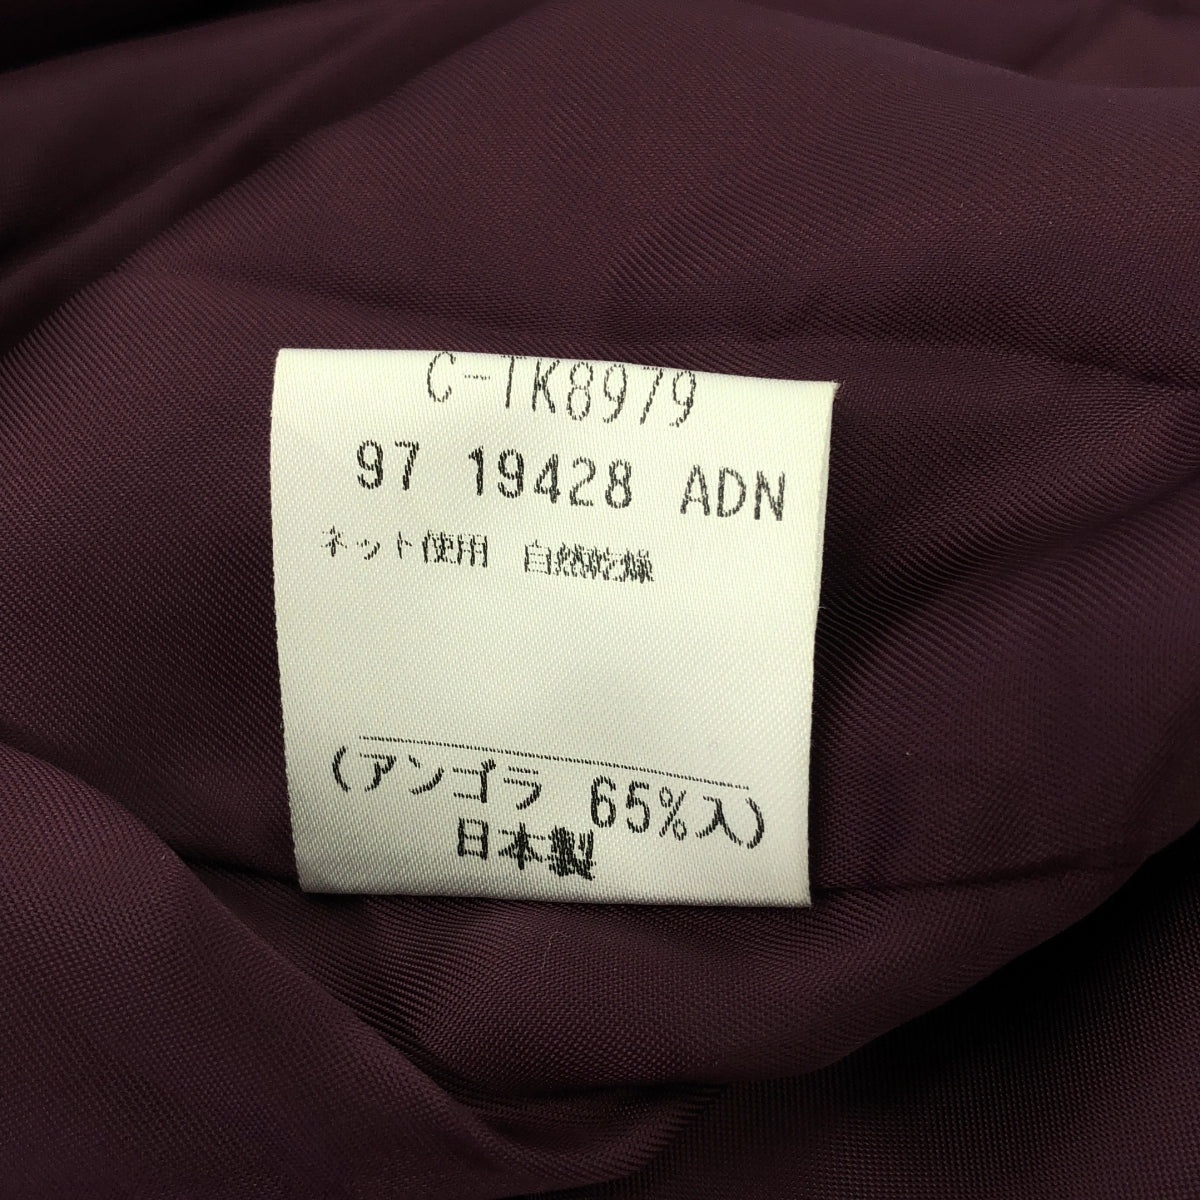 C-TK8979
97 19428 ADN
ネット使用 自然乾燥
(アンゴラ 65%入)
日本製